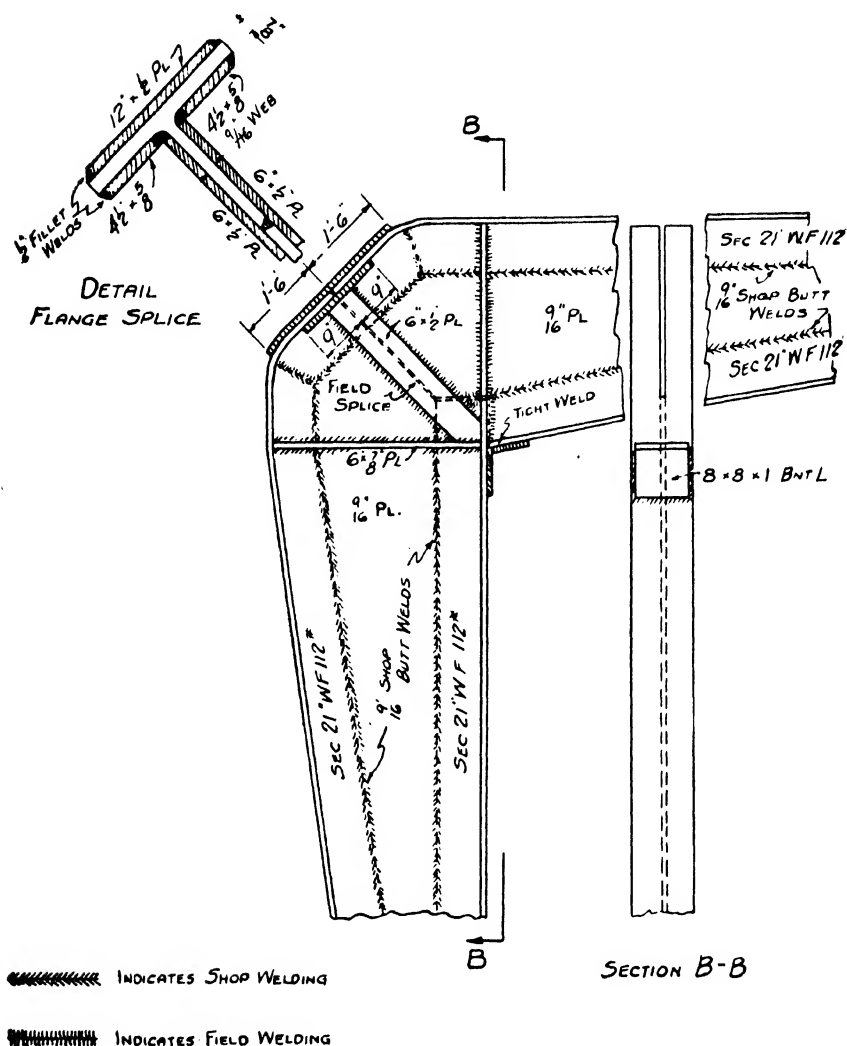 12" x 1/2 PL
4 1/2 x 5/8
9/16 WEB
6" x 1/2" PL
6 x 1/2" PL
4 1/2 x 5/8
1/2" FILLET
WELDS
DETAIL
FLANGE SPLICE
1'-6"
1'-6"
9"
9"
6" x 1/2 PL
FIELD
SPLICE
6 x 7/8" PL
9"/16 PL.
9"/16 PL
TIGHT WELD
B
B
SEC 21" WF 112
9"/16 SHOP BUTT
WELDS
SEC 21" WF 112
8 x 8 x 1 BNT L
SEC 21" WF 112#
9"/16 SHOP
BUTT WELDS
SEC 21" WF 112#
SECTION B-B
INDICATES SHOP WELDING
INDICATES FIELD WELDING